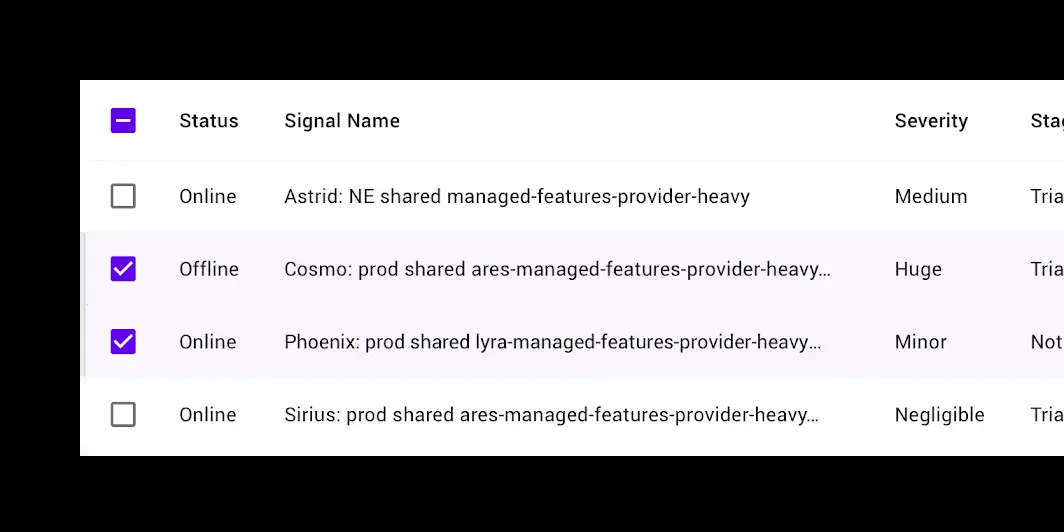 Status Signal Name Severity
Online Astrid: NE shared managed-features-provider-heavy Medium
Offline Cosmo: prod shared ares-managed-features-provider-heavy... Huge
Online Phoenix: prod shared lyra-managed-features-provider-heavy... Minor Not
Online Sirius: prod shared ares-managed-features-provider-heavy... Negligible